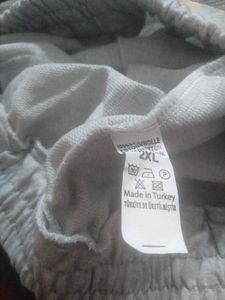 2XL
Made in Turkey
TÜRKİYE DE ÜRETİLMİŞTİR